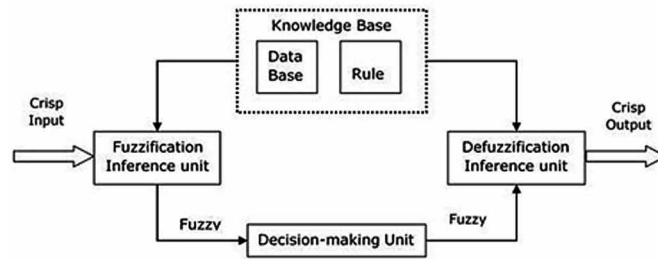 Knowledge Base
Data
Base
Rule
Crisp
Input
Crisp
Output
Fuzzification
Inference unit
Defuzzification
Inference unit
Fuzzy
Fuzzy
Decision-making Unit